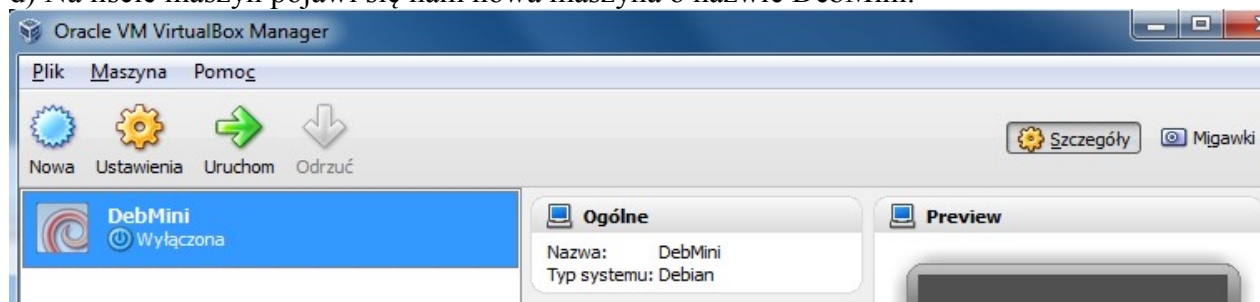 d) Na liście maszyn pojawi się nam nowa maszyna o nazwie DebMini.
Oracle VM VirtualBox Manager
Plik Maszyna Pomoc
Nowa Ustawienia Uruchom Odrzuć
Szczegóły Migawki
DebMini
Wyłączona
Ogólne
Nazwa: DebMini
Typ systemu: Debian
Preview